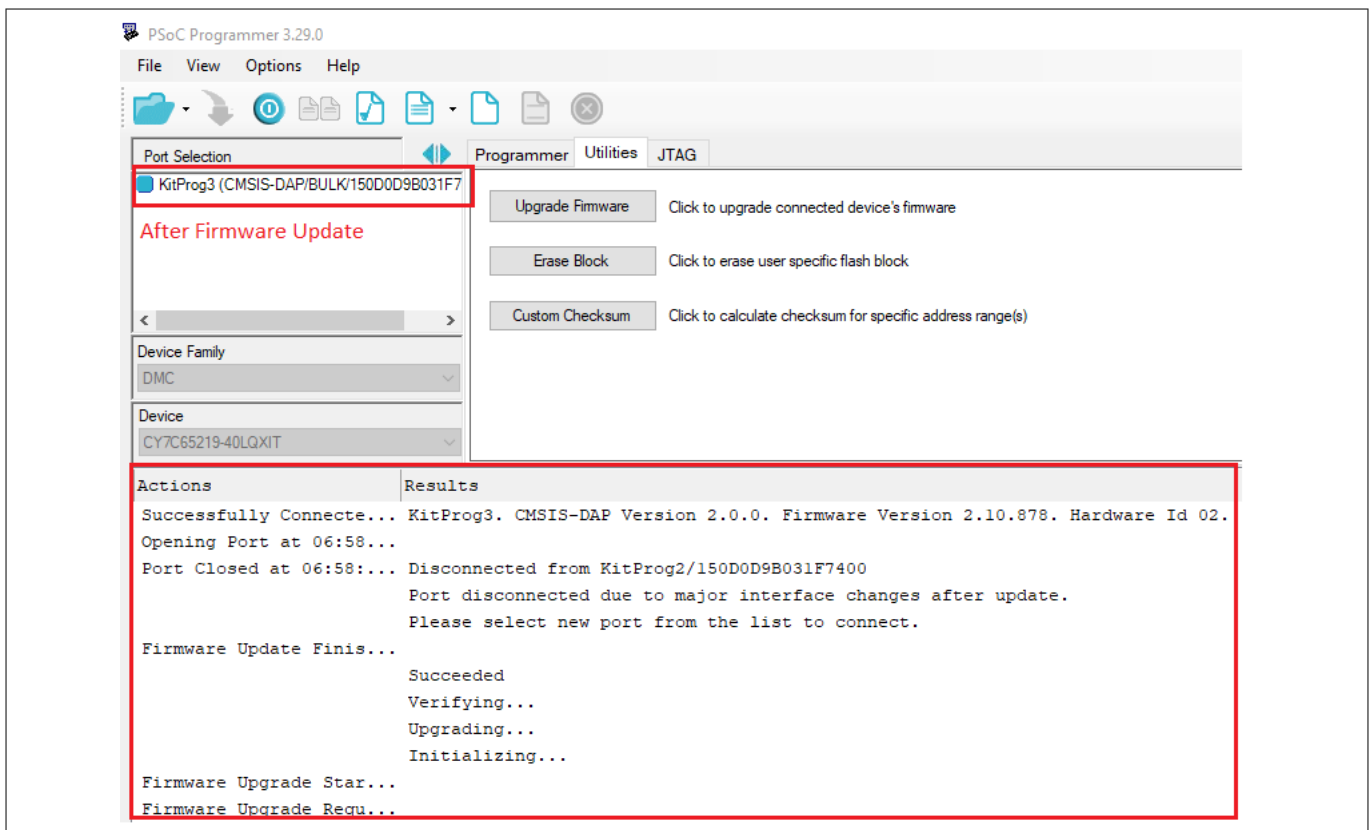 PSoC Programmer 3.29.0
File View Options Help
Port Selection
KitProg3 (CMSIS-DAP/BULK/150D0D9B031F7
After Firmware Update
Device Family
DMC
Device
CY7C65219-40LQXIT
Programmer Utilities JTAG
Upgrade Firmware Click to upgrade connected device's firmware
Erase Block Click to erase user specific flash block
Custom Checksum Click to calculate checksum for specific address range(s)
Actions Results
Successfully Connecte... KitProg3. CMSIS-DAP Version 2.0.0. Firmware Version 2.10.878. Hardware Id 02.
Opening Port at 06:58...
Port Closed at 06:58:... Disconnected from KitProg2/150D0D9B031F7400
Port disconnected due to major interface changes after update.
Please select new port from the list to connect.
Firmware Update Finis...
Succeeded
Verifying...
Upgrading...
Initializing...
Firmware Upgrade Star...
Firmware Upgrade Requ...